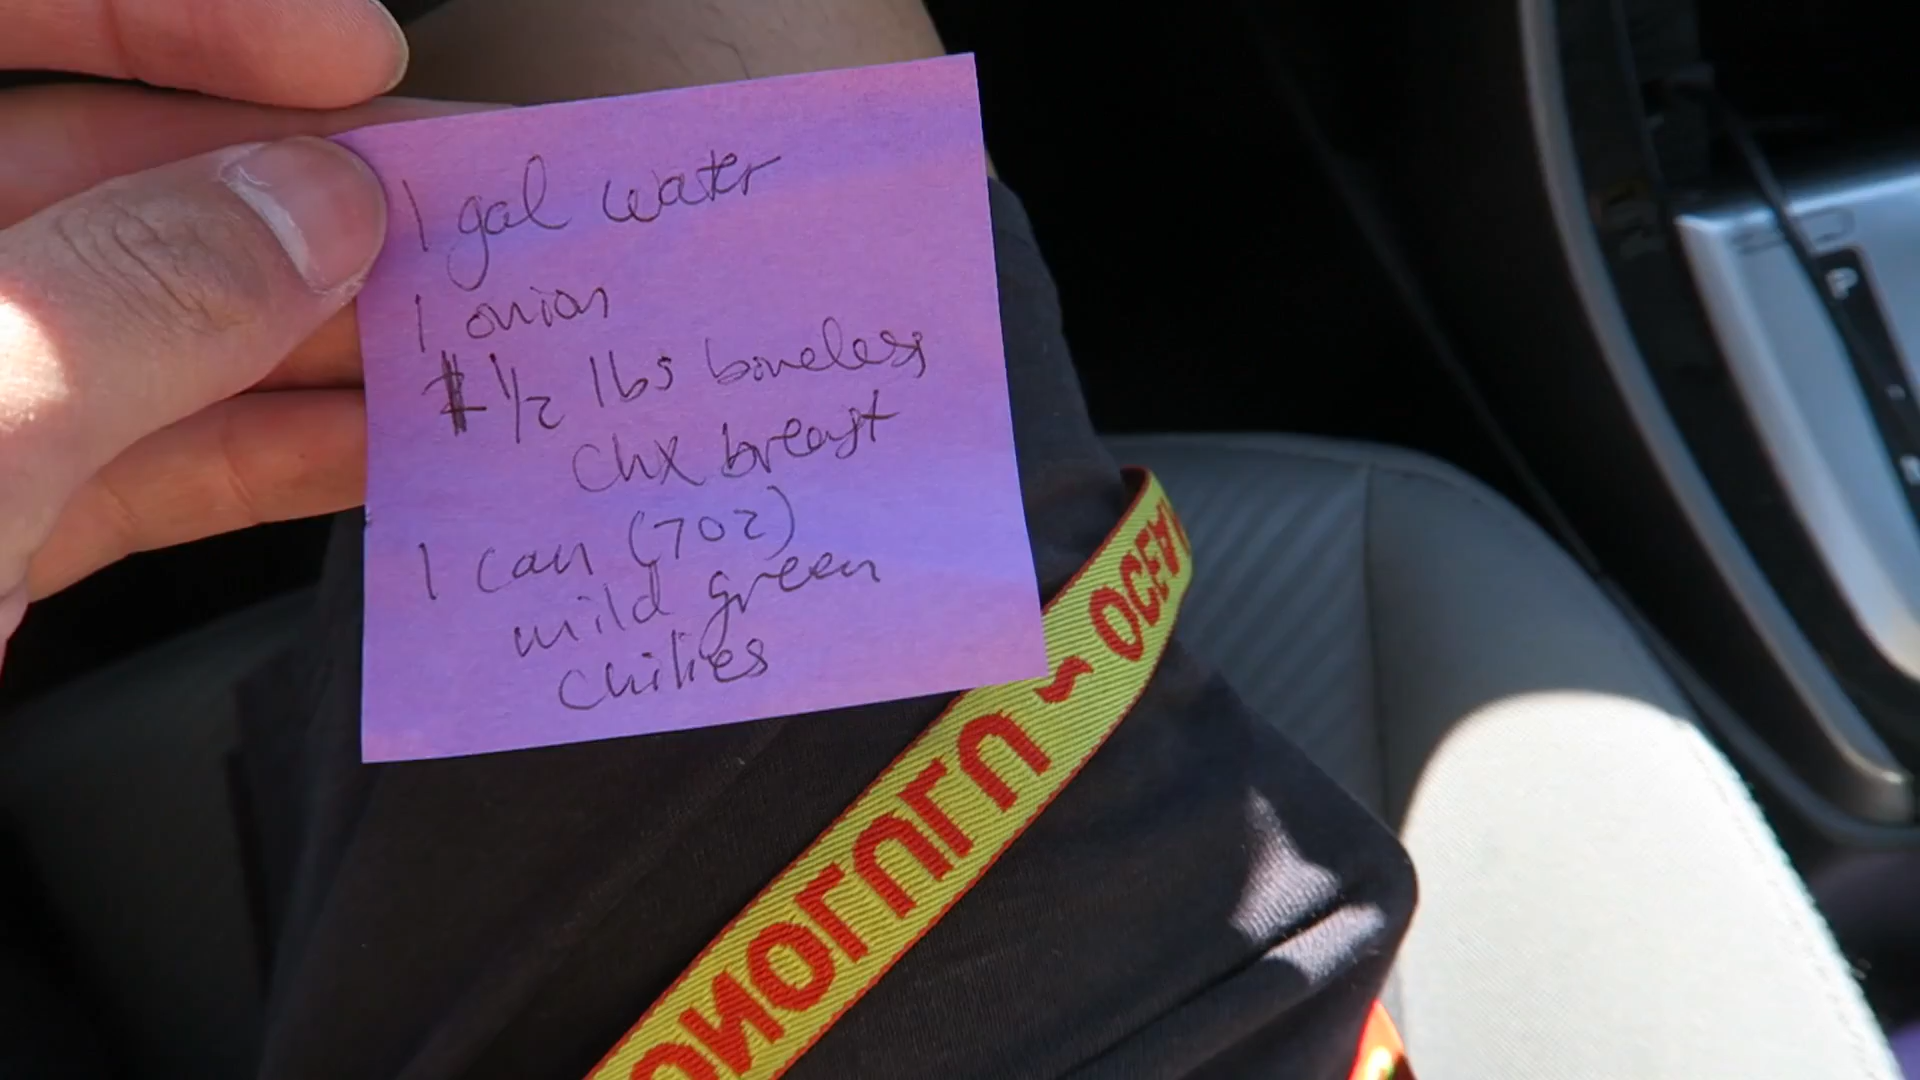 1 gal water
1 onion
1 1/2 lbs boneless
chx breast
1 can (7oz)
mild green
chilies
P